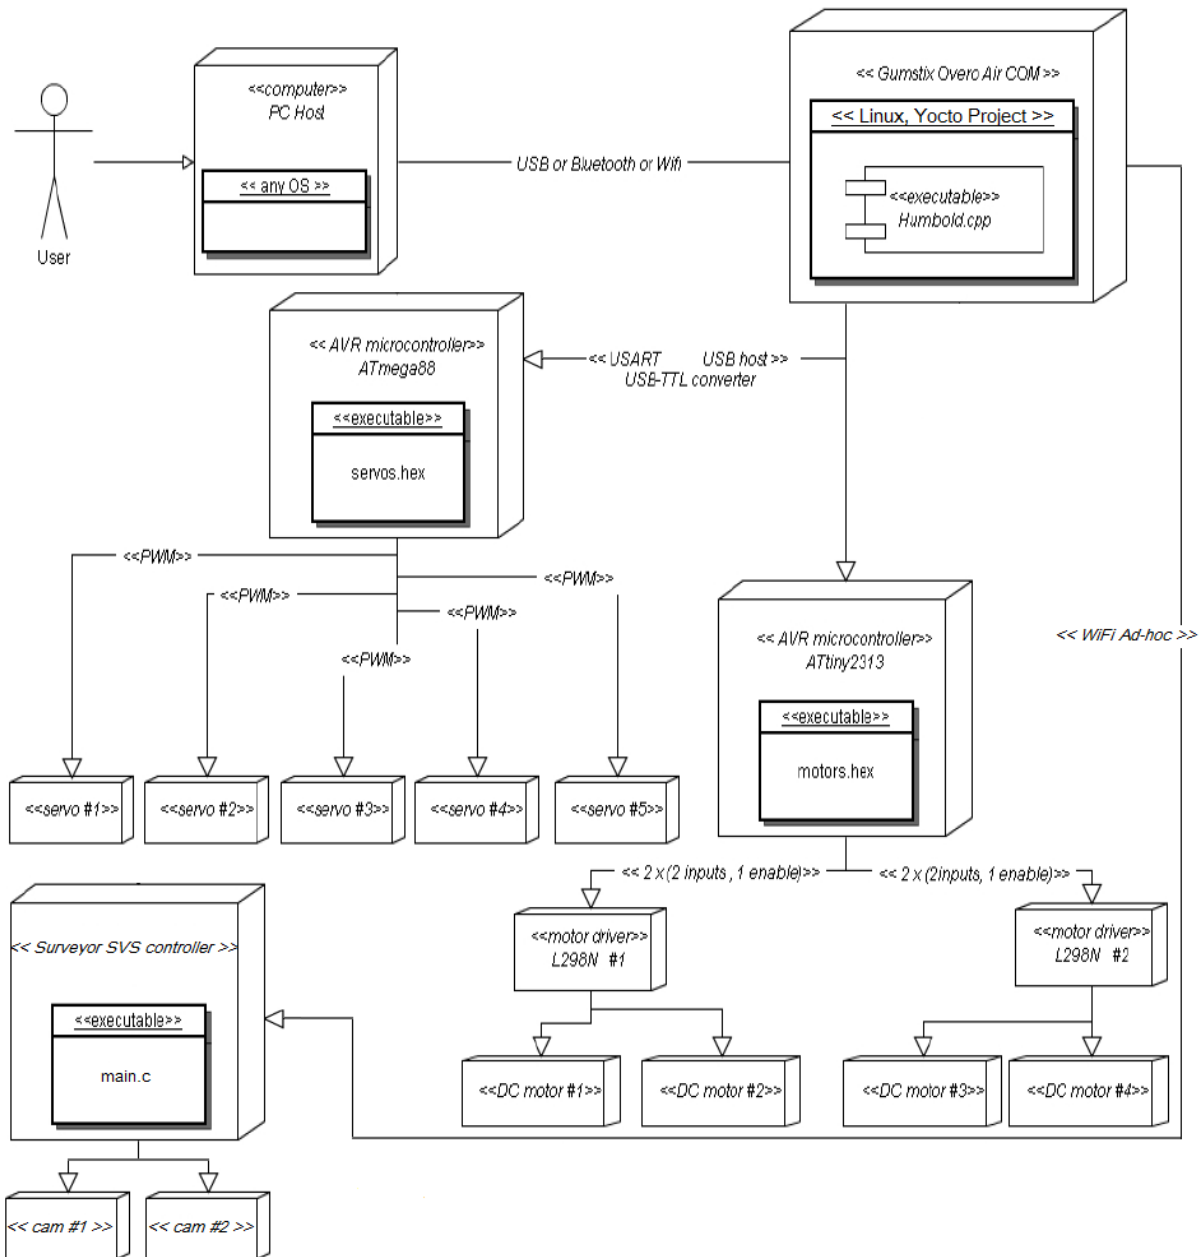 <<computer>>
PC Host
<< any OS >>
User
USB or Bluetooth or Wifi
<< Gumstix Overo Air COM >>
<< Linux, Yocto Project >>
<<executable>>
Humbold.cpp
<< AVR microcontroller>>
ATmega88
<<executable>>
servos.hex
<< USART USB host >>
USB-TTL converter
<<PWM>>
<<PWM>>
<<PWM>>
<<PWM>>
<<PWM>>
<<servo #1>>
<<servo #2>>
<<servo #3>>
<<servo #4>>
<<servo #5>>
<< AVR microcontroller>>
ATtiny2313
<<executable>>
motors.hex
<< WiFi Ad-hoc >>
<< 2 x (2 inputs , 1 enable)>>
<< 2 x (2inputs, 1 enable)>>
<<motor driver>>
L298N #1
<<motor driver>>
L298N #2
<<DC motor #1>>
<<DC motor #2>>
<<DC motor #3>>
<<DC motor #4>>
<< Surveyor SVS controller >>
<<executable>>
main.c
<< cam #1 >>
<< cam #2 >>